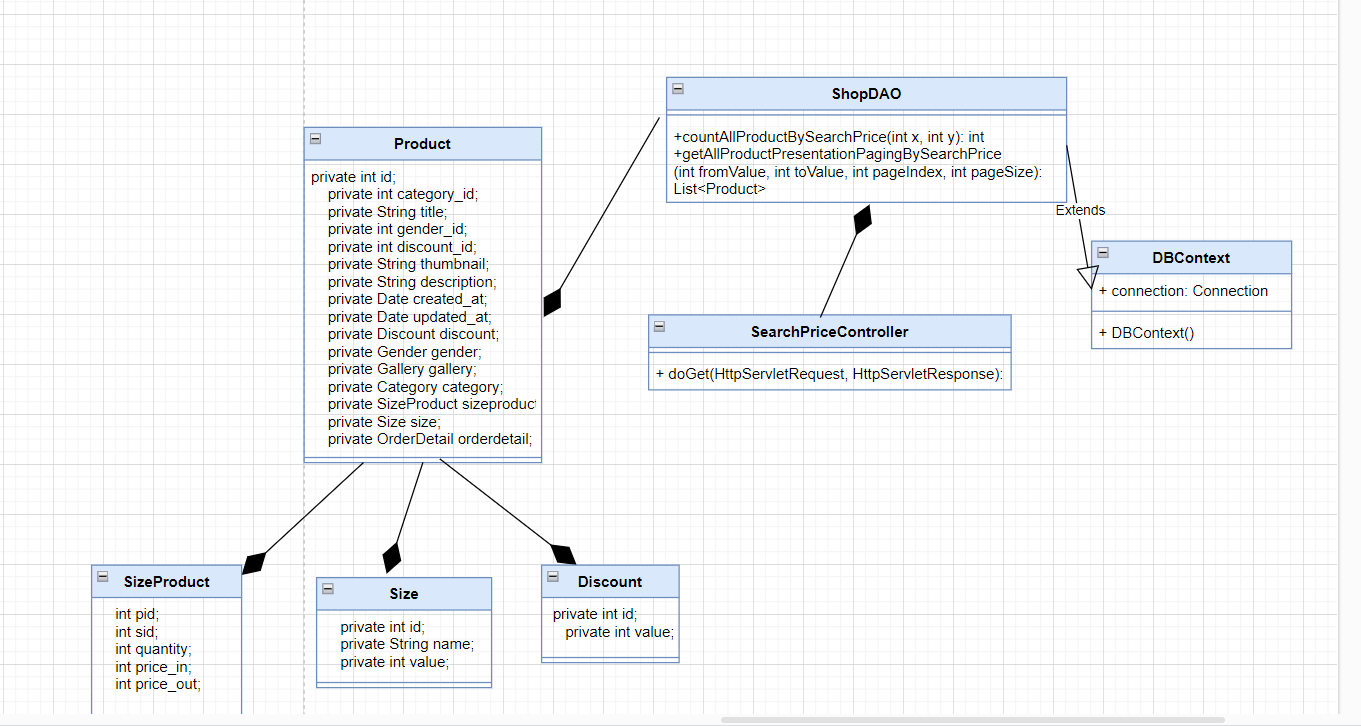 ShopDAO
+countAllProductBySearchPrice(int x, int y): int
+getAllProductPresentationPagingBySearchPrice
(int fromValue, int toValue, int pageIndex, int pageSize):
List<Product>
Product
private int id;
private int category_id;
private String title;
private int gender_id;
private int discount_id;
private String thumbnail;
private String description;
private Date created_at;
private Date updated_at;
private Discount discount;
private Gender gender;
private Gallery gallery;
private Category category;
private SizeProduct sizeproduct
private Size size;
private OrderDetail orderdetail;
Extends
DBContext
+ connection: Connection
+ DBContext()
SearchPriceController
+ doGet(HttpServletRequest, HttpServletResponse):
SizeProduct
int pid;
int sid;
int quantity;
int price_in;
int price_out;
Size
private int id;
private String name;
private int value;
Discount
private int id;
private int value;